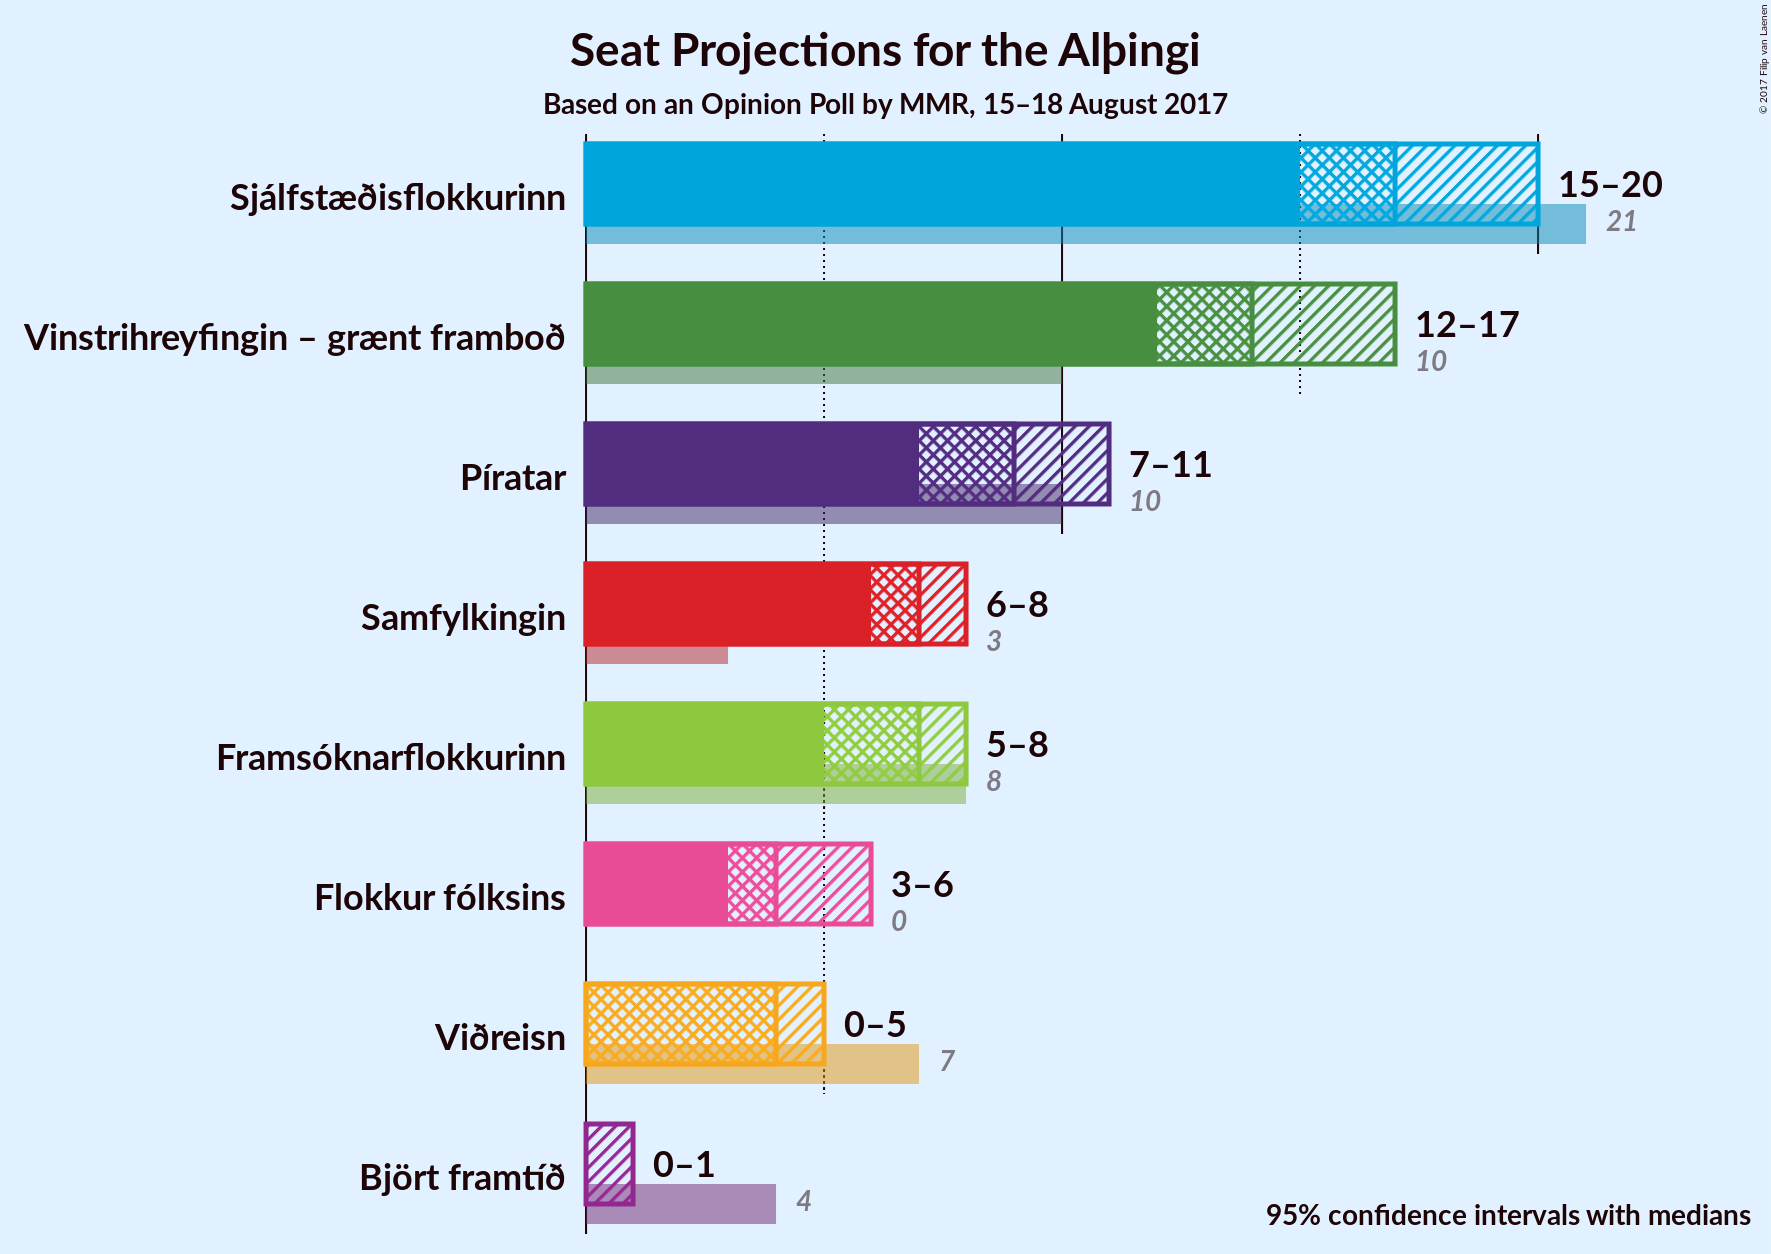 Seat Projections for the Alþingi
Based on an Opinion Poll by MMR, 15–18 August 2017
© 2017 Filip van Laenen
Sjálfstæðisflokkurinn
15–20
21
Vinstrihreyfingin – grænt framboð
12–17
10
Píratar
7–11
10
Samfylkingin
6–8
3
Framsóknarflokkurinn
5–8
8
Flokkur fólksins
3–6
0
Viðreisn
0–5
7
Björt framtíð
0–1
4
95% confidence intervals with medians